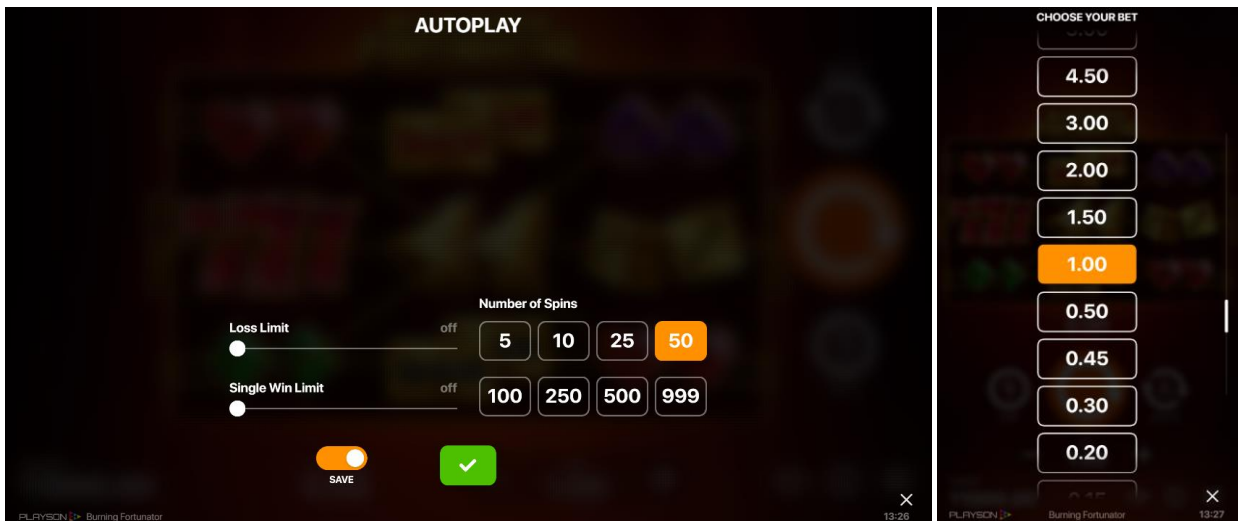 AUTOPLAY
Number of Spins
Loss Limit off
5 10 25 50
Single Win Limit off
100 250 500 999
SAVE
PLAYSON Burning Fortunator 13:26
CHOOSE YOUR BET
4.50
3.00
2.00
1.50
1.00
0.50
0.45
0.30
0.20
PLAYSON Burning Fortunator 13:27